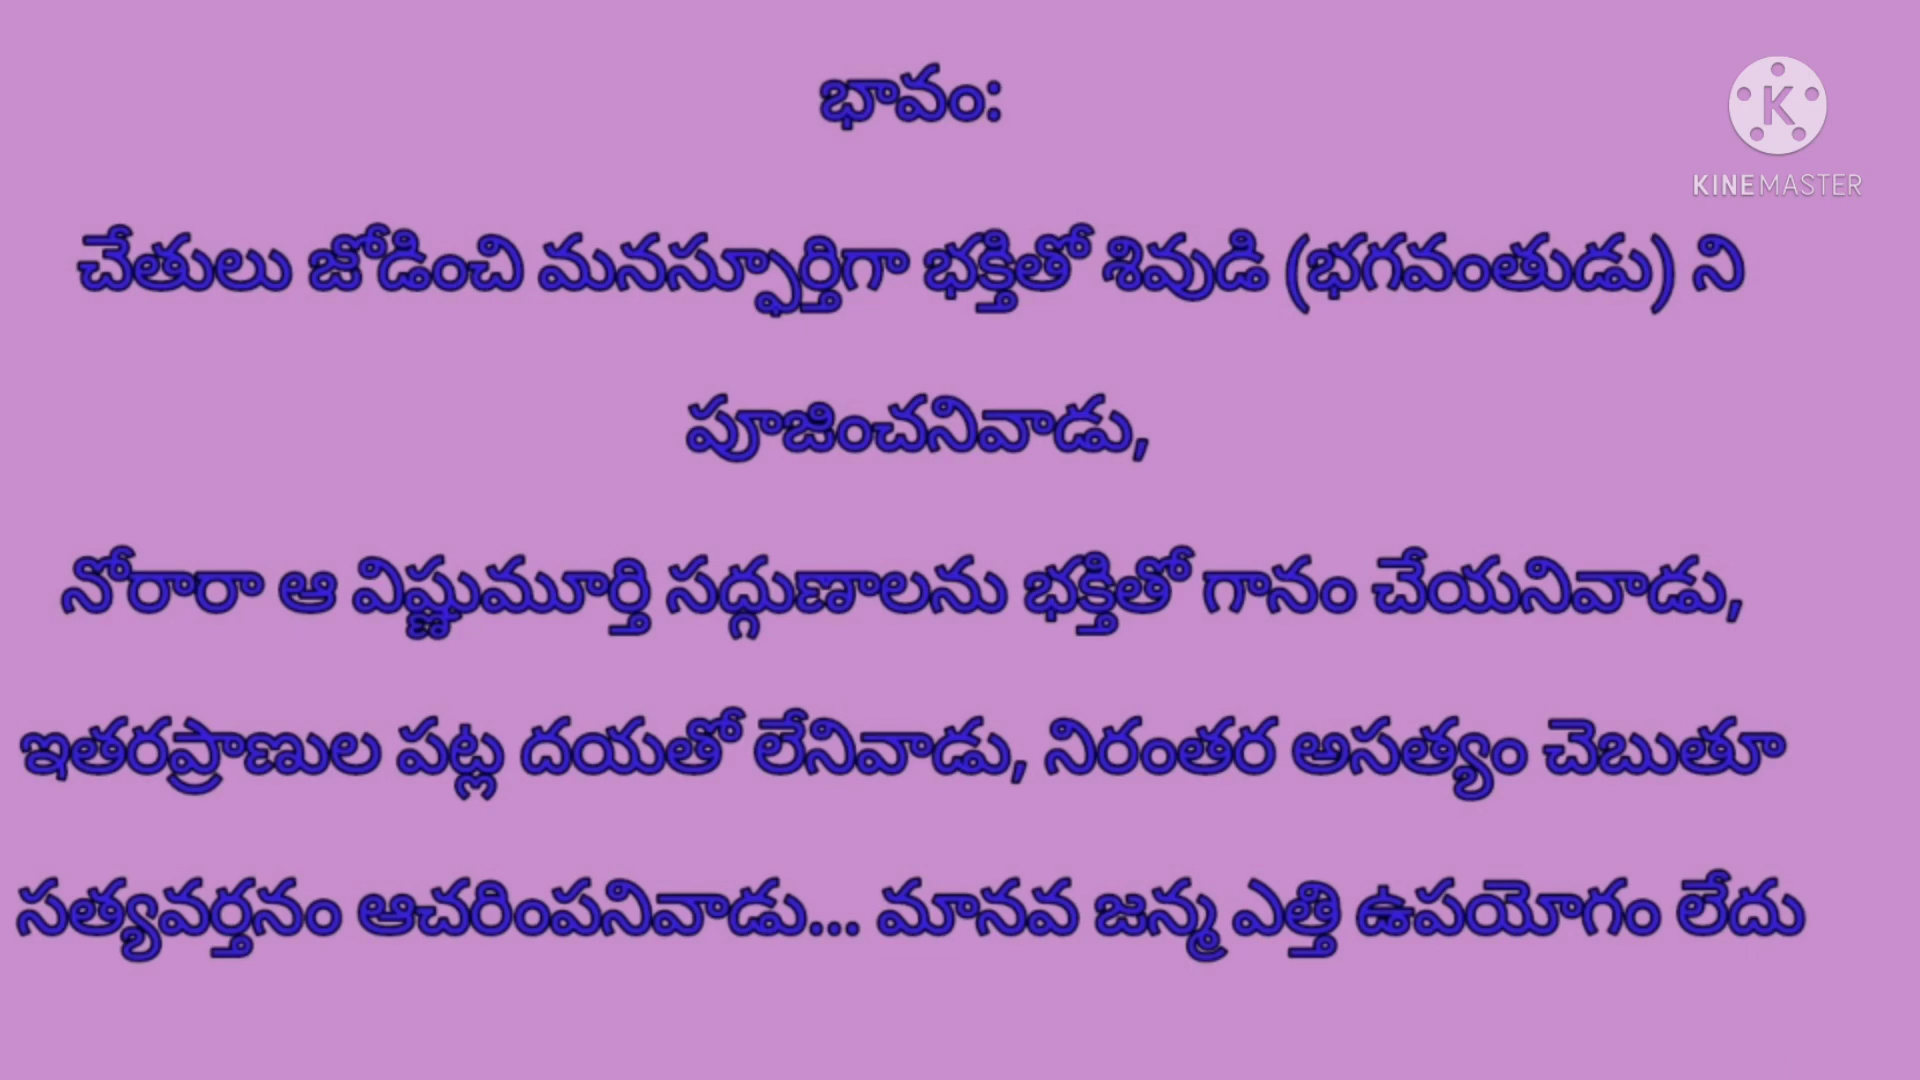 భావం:
KINEMASTER
చేతులు జోడించి మనస్ఫూర్తిగా భక్తితో శివుడి (భగవంతుడు) ని
పూజించనివాడు,
నోరారా ఆ విష్ణుమూర్తి సద్గుణాలను భక్తితో గానం చేయనివాడు,
ఇతరప్రాణుల పట్ల దయతో లేనివాడు, నిరంతర అసత్యం చెబుతూ
సత్యవర్తనం ఆచరింపనివాడు... మానవ జన్మ ఎత్తి ఉపయోగం లేదు